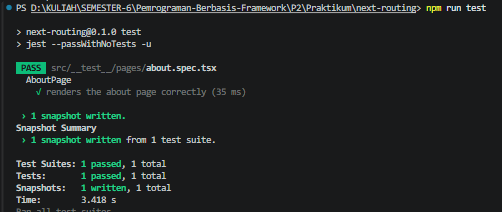 PS D:\KULIAH\SEMESTER-6\Pemrograman-Berbasis-Framework\P2\Praktikum\next-routing> npm run test
> next-routing@0.1.0 test
> jest --passWithNoTests -u
PASS src/__test__/pages/about.spec.tsx
AboutPage
√ renders the about page correctly (35 ms)
› 1 snapshot written.
Snapshot Summary
› 1 snapshot written from 1 test suite.
Test Suites: 1 passed, 1 total
Tests: 1 passed, 1 total
Snapshots: 1 written, 1 total
Time: 3.418 s
Ran all test suites.